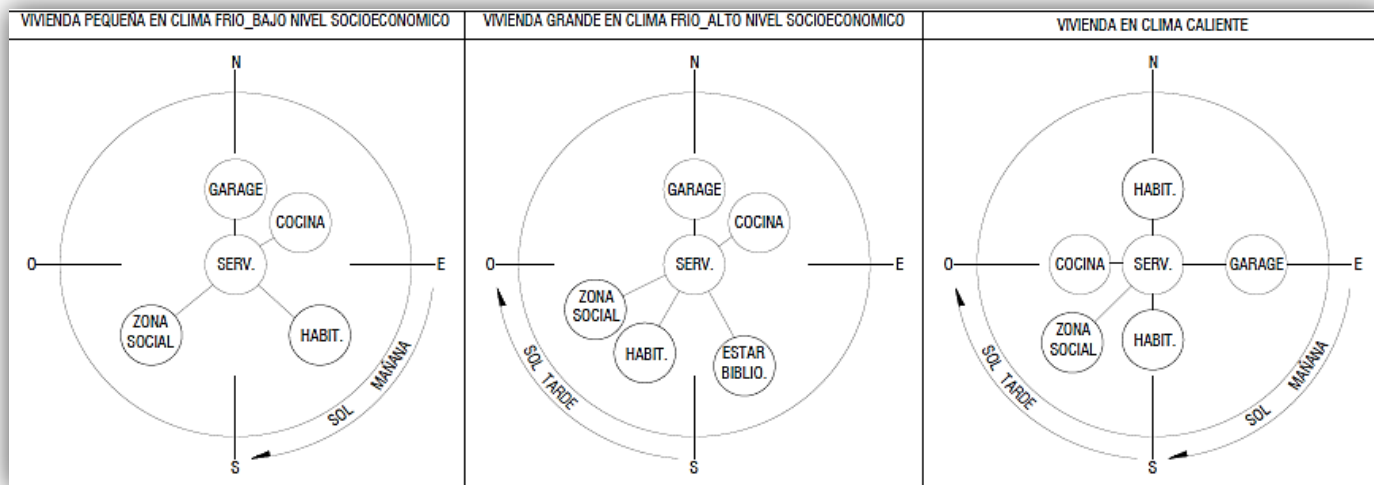 VIVIENDA PEQUEÑA EN CLIMA FRIO_BAJO NIVEL SOCIOECONOMICO
N
GARAGE
COCINA
O
SERV.
E
ZONA
SOCIAL
HABIT.
SOL MAÑANA
S
VIVIENDA GRANDE EN CLIMA FRIO_ALTO NIVEL SOCIOECONOMICO
N
GARAGE
COCINA
O
SERV.
E
ZONA
SOCIAL
HABIT.
ESTAR
BIBLIO.
SOL TARDE
S
VIVIENDA EN CLIMA CALIENTE
N
HABIT.
O
COCINA
SERV.
GARAGE
E
ZONA
SOCIAL
HABIT.
SOL TARDE
SOL MAÑANA
S